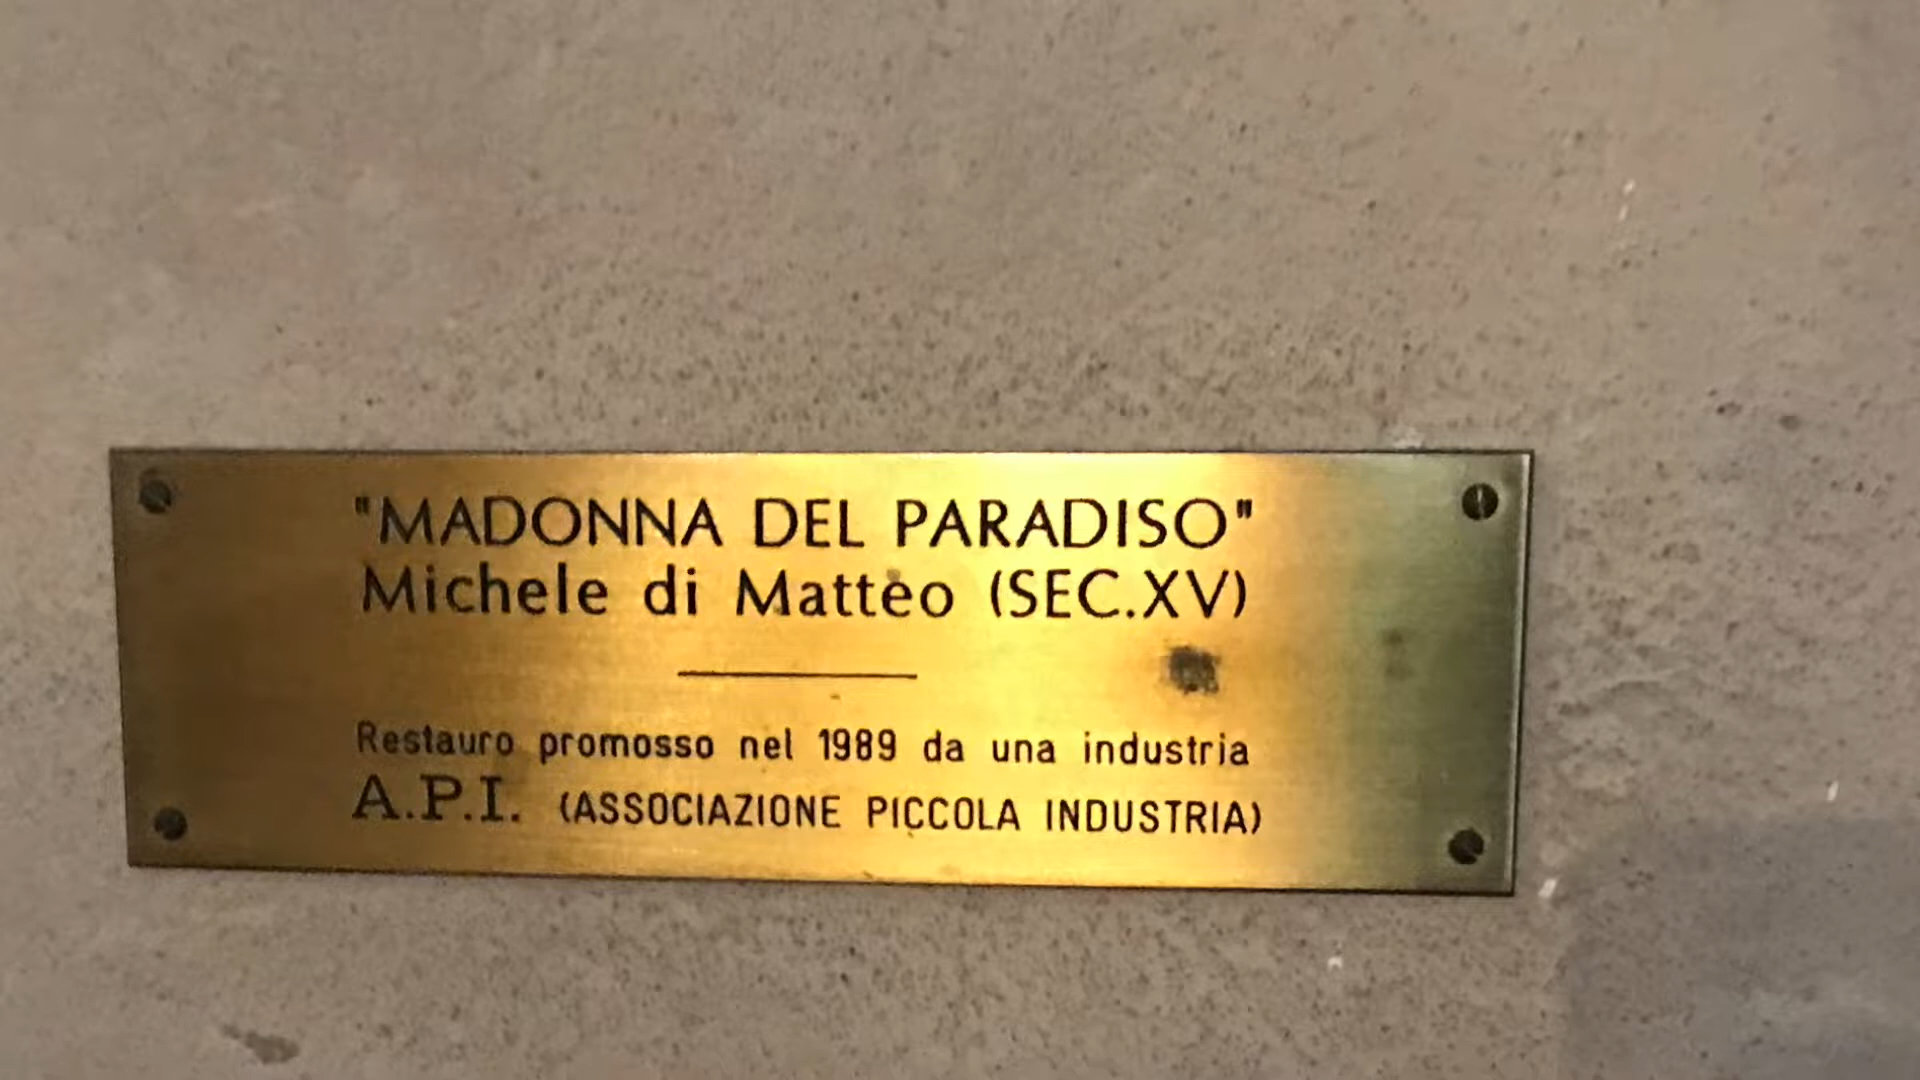 "MADONNA DEL PARADISO"
Michele di Matteo (SEC.XV)
Restauro promosso nel 1989 da una industria
A.P.I. (ASSOCIAZIONE PICCOLA INDUSTRIA)